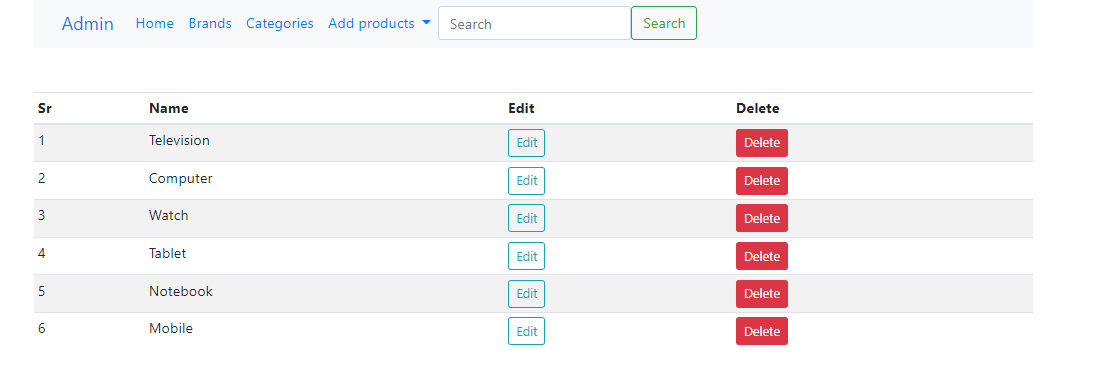 Admin Home Brands Categories Add products Search Search
Sr Name Edit Delete
1 Television Edit Delete
2 Computer Edit Delete
3 Watch Edit Delete
4 Tablet Edit Delete
5 Notebook Edit Delete
6 Mobile Edit Delete